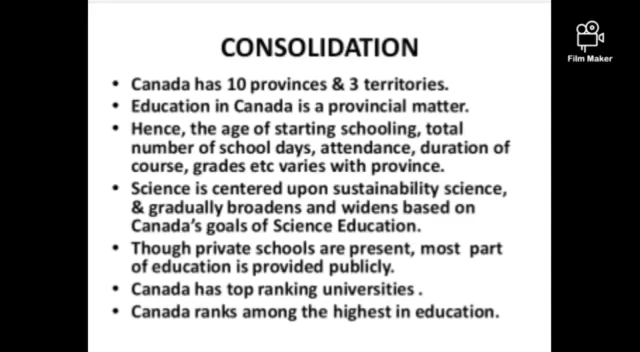 CONSOLIDATION
• Canada has 10 provinces & 3 territories.
• Education in Canada is a provincial matter.
• Hence, the age of starting schooling, total
number of school days, attendance, duration of
course, grades etc varies with province.
• Science is centered upon sustainability science,
& gradually broadens and widens based on
Canada's goals of Science Education.
• Though private schools are present, most part
of education is provided publicly.
• Canada has top ranking universities .
• Canada ranks among the highest in education.
Film Maker